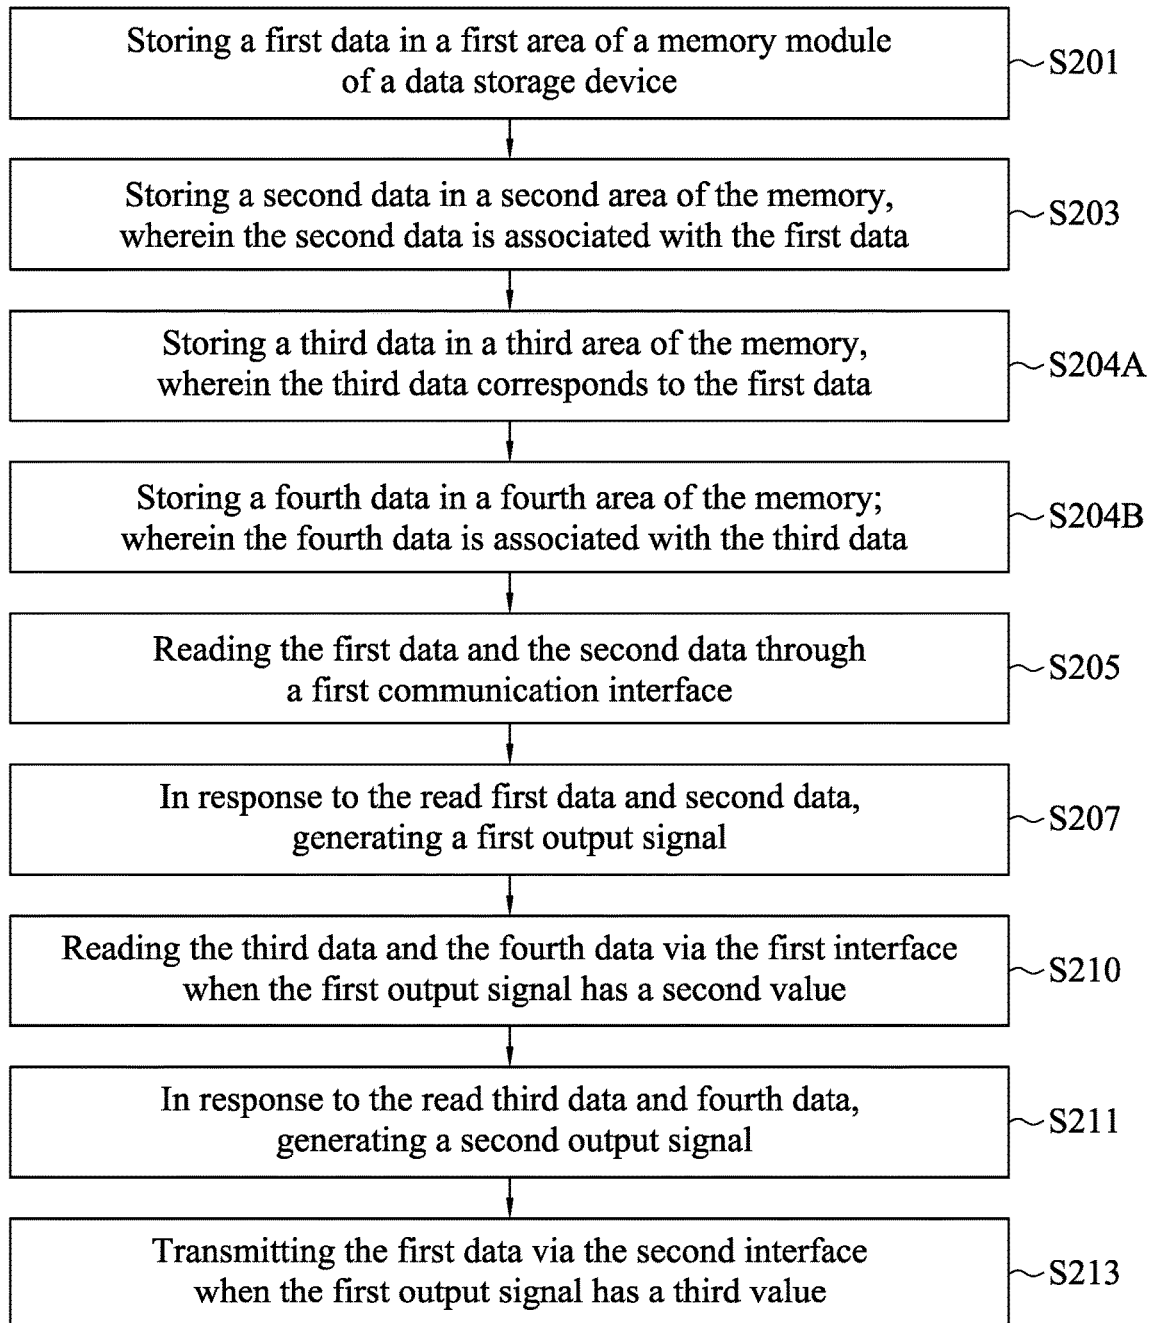 Storing a first data in a first area of a memory module
of a data storage device
S201
Storing a second data in a second area of the memory,
wherein the second data is associated with the first data
S203
Storing a third data in a third area of the memory,
wherein the third data corresponds to the first data
S204A
Storing a fourth data in a fourth area of the memory;
wherein the fourth data is associated with the third data
S204B
Reading the first data and the second data through
a first communication interface
S205
In response to the read first data and second data,
generating a first output signal
S207
Reading the third data and the fourth data via the first interface
when the first output signal has a second value
S210
In response to the read third data and fourth data,
generating a second output signal
S211
Transmitting the first data via the second interface
when the first output signal has a third value
S213